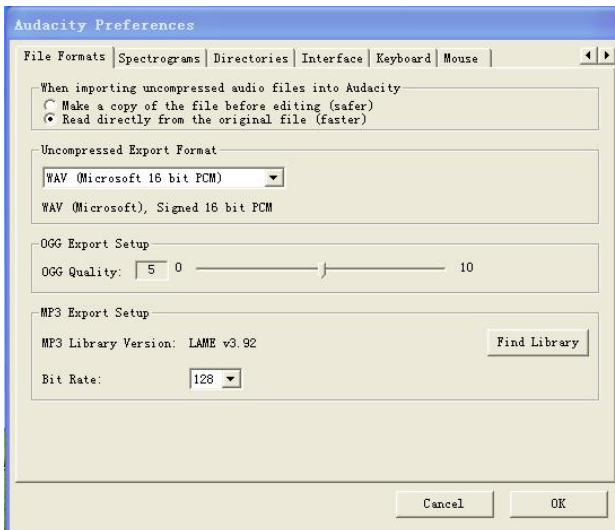 Audacity Preferences
File Formats Spectrograms Directories Interface Keyboard Mouse
When importing uncompressed audio files into Audacity
Make a copy of the file before editing (safer)
Read directly from the original file (faster)
Uncompressed Export Format
WAV (Microsoft 16 bit PCM)
WAV (Microsoft), Signed 16 bit PCM
OGG Export Setup
OGG Quality: 5 0 10
MP3 Export Setup
MP3 Library Version: LAME v3.92 Find Library
Bit Rate: 128
Cancel OK